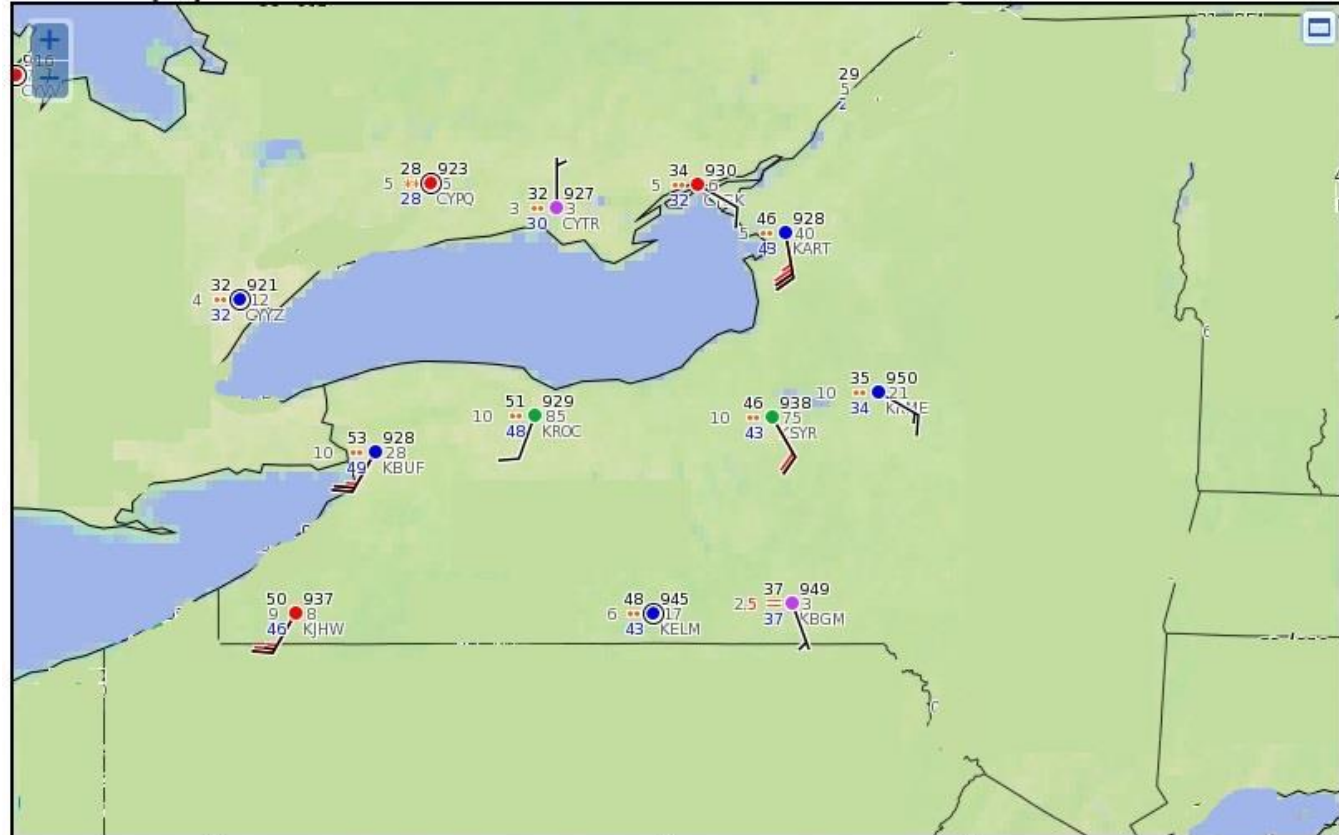 +
916
28 923
5 ** 5
28 CYPQ
32 927
3 3
30 CYTR
34 930
5 6
32
29
5
2
46 928
5 40
43 KART
32 921
4 12
32 CYYZ
51 929
10 85
48 KROC
53 928
10 28
49 KBUF
46 938
10 75
43 KSYR
35 950
10 21
34
6
50 937
9 8
46 KJHW
48 945
6 17
43 KELM
37 949
2.5 3
37 KBGM